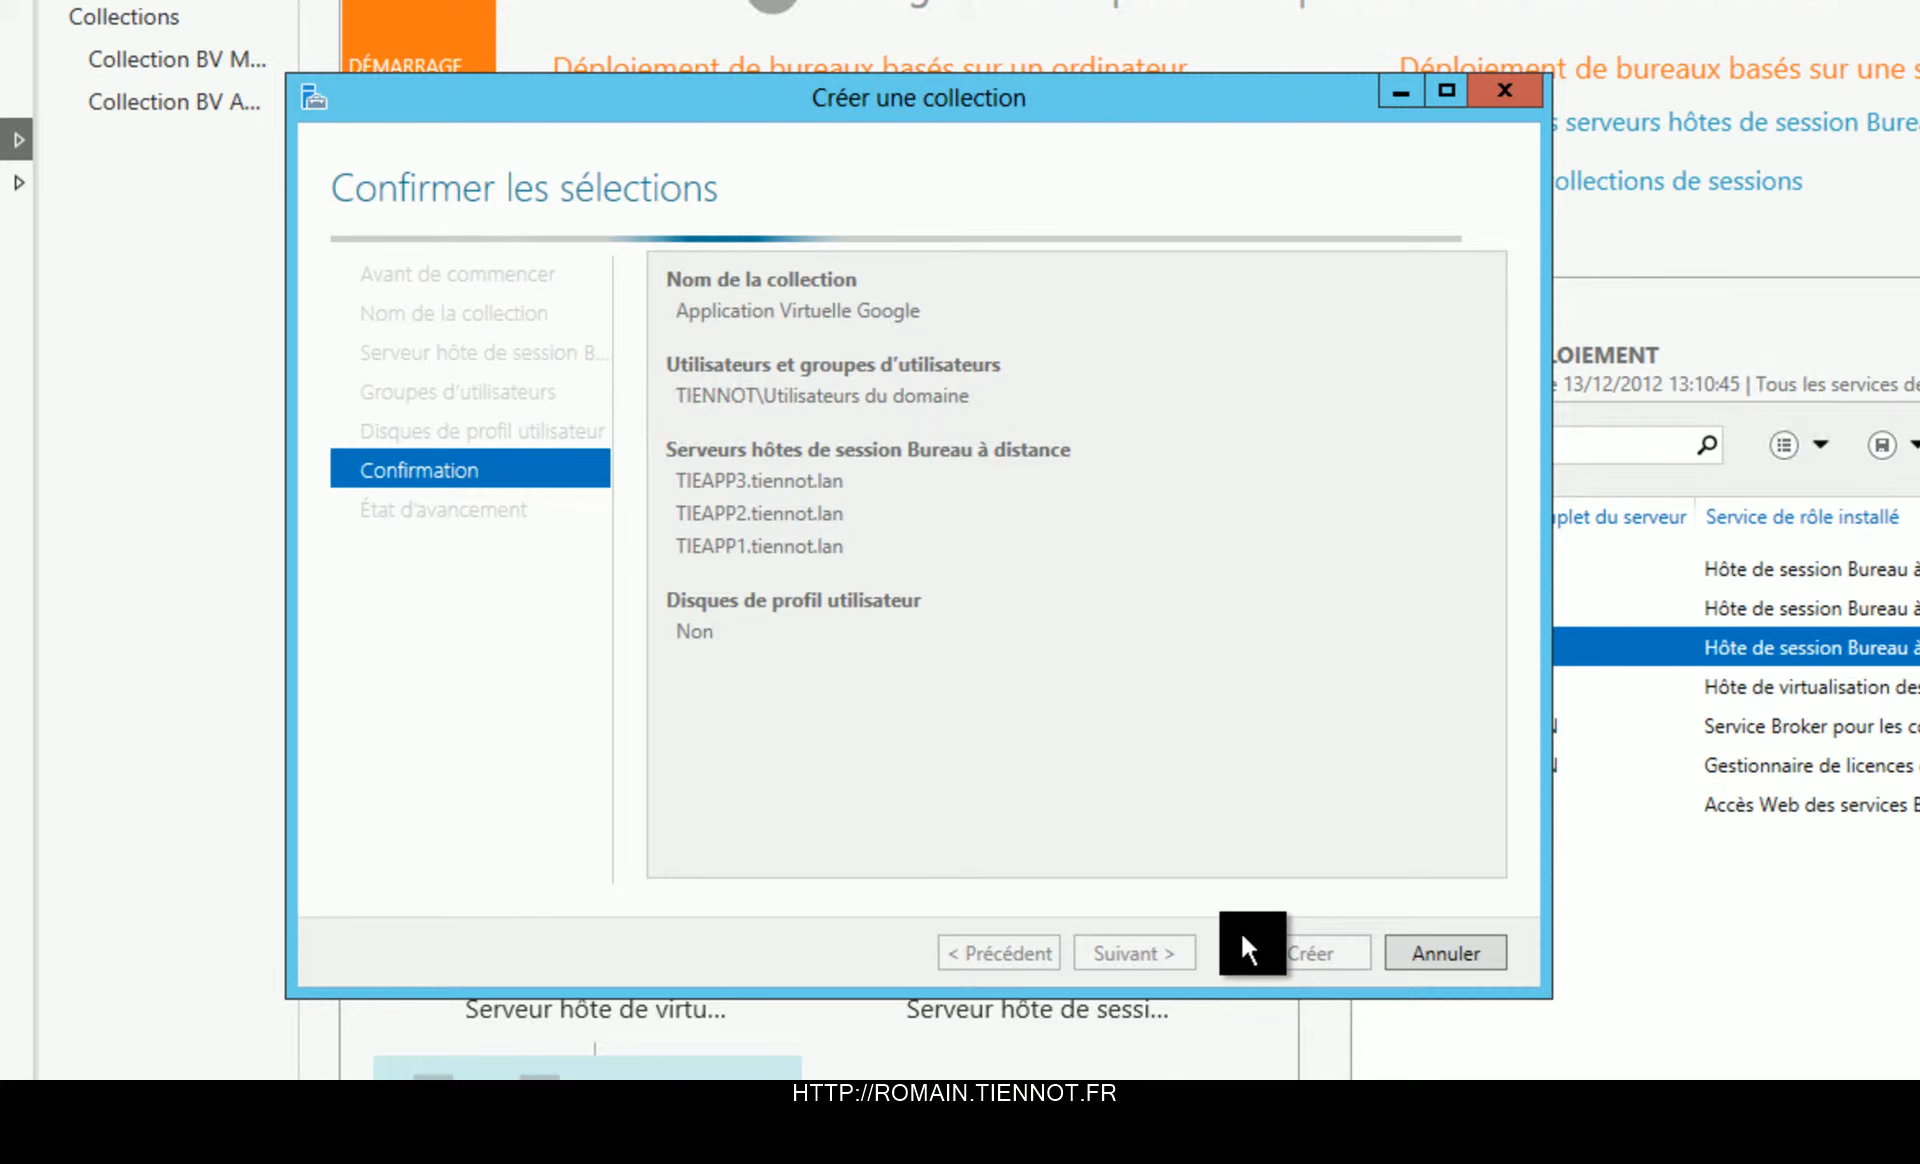 Collections
Collection BV M...
Collection BV A...
DÉMARRAGE
Déploiement de bureaux basés sur un ordinateur
Déploiement de bureaux basés sur une s
serveurs hôtes de session Bure
ollections de sessions
Créer une collection
Confirmer les sélections
Avant de commencer
Nom de la collection
Serveur hôte de session B...
Groupes d'utilisateurs
Disques de profil utilisateur
Confirmation
État d'avancement
Nom de la collection
Application Virtuelle Google
Utilisateurs et groupes d'utilisateurs
TIENNOT\Utilisateurs du domaine
Serveurs hôtes de session Bureau à distance
TIEAPP3.tiennot.lan
TIEAPP2.tiennot.lan
TIEAPP1.tiennot.lan
Disques de profil utilisateur
Non
< Précédent
Suivant >
Créer
Annuler
LOIEMENT
e 13/12/2012 13:10:45 | Tous les services de
plet du serveur
Service de rôle installé
Hôte de session Bureau à
Hôte de session Bureau à
Hôte de session Bureau à
Hôte de virtualisation des
Service Broker pour les co
Gestionnaire de licences
Accès Web des services B
Serveur hôte de virtu...
Serveur hôte de sessi...
HTTP://ROMAIN.TIENNOT.FR